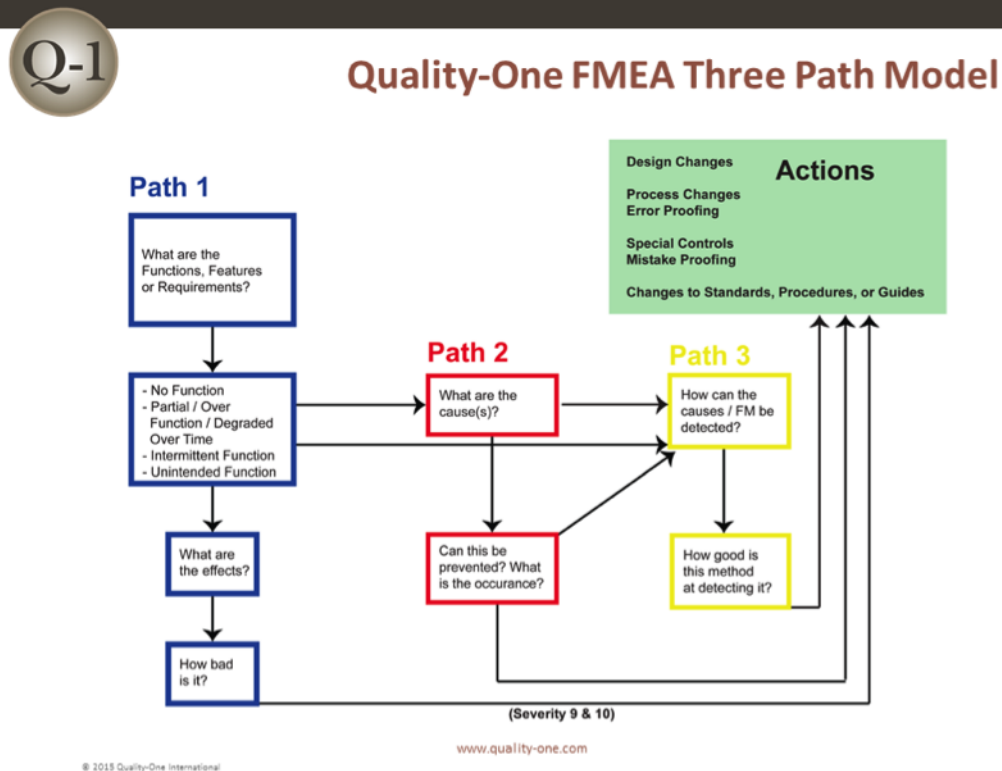 Q-1
Quality-One FMEA Three Path Model
Design Changes
Actions
Process Changes
Error Proofing
Special Controls
Mistake Proofing
Changes to Standards, Procedures, or Guides
Path 1
What are the
Functions, Features
or Requirements?
- No Function
- Partial / Over
Function / Degraded
Over Time
- Intermittent Function
- Unintended Function
What are
the effects?
How bad
is it?
Path 2
What are the
cause(s)?
Can this be
prevented? What
is the occurance?
Path 3
How can the
causes / FM be
detected?
How good is
this method
at detecting it?
(Severity 9 & 10)
www.quality-one.com
© 2015 Quality-One International